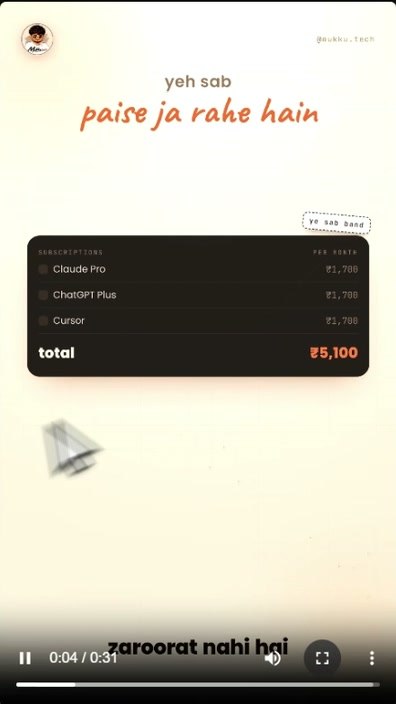 @mukku.tech
yeh sab
paise ja rahe hain
ye sab band
SUBSCRIPTIONS PER MONTH
Claude Pro ₹1,700
ChatGPT Plus ₹1,700
Cursor ₹1,700
total ₹5,100
zaroorat nahi hai
0:04 / 0:31